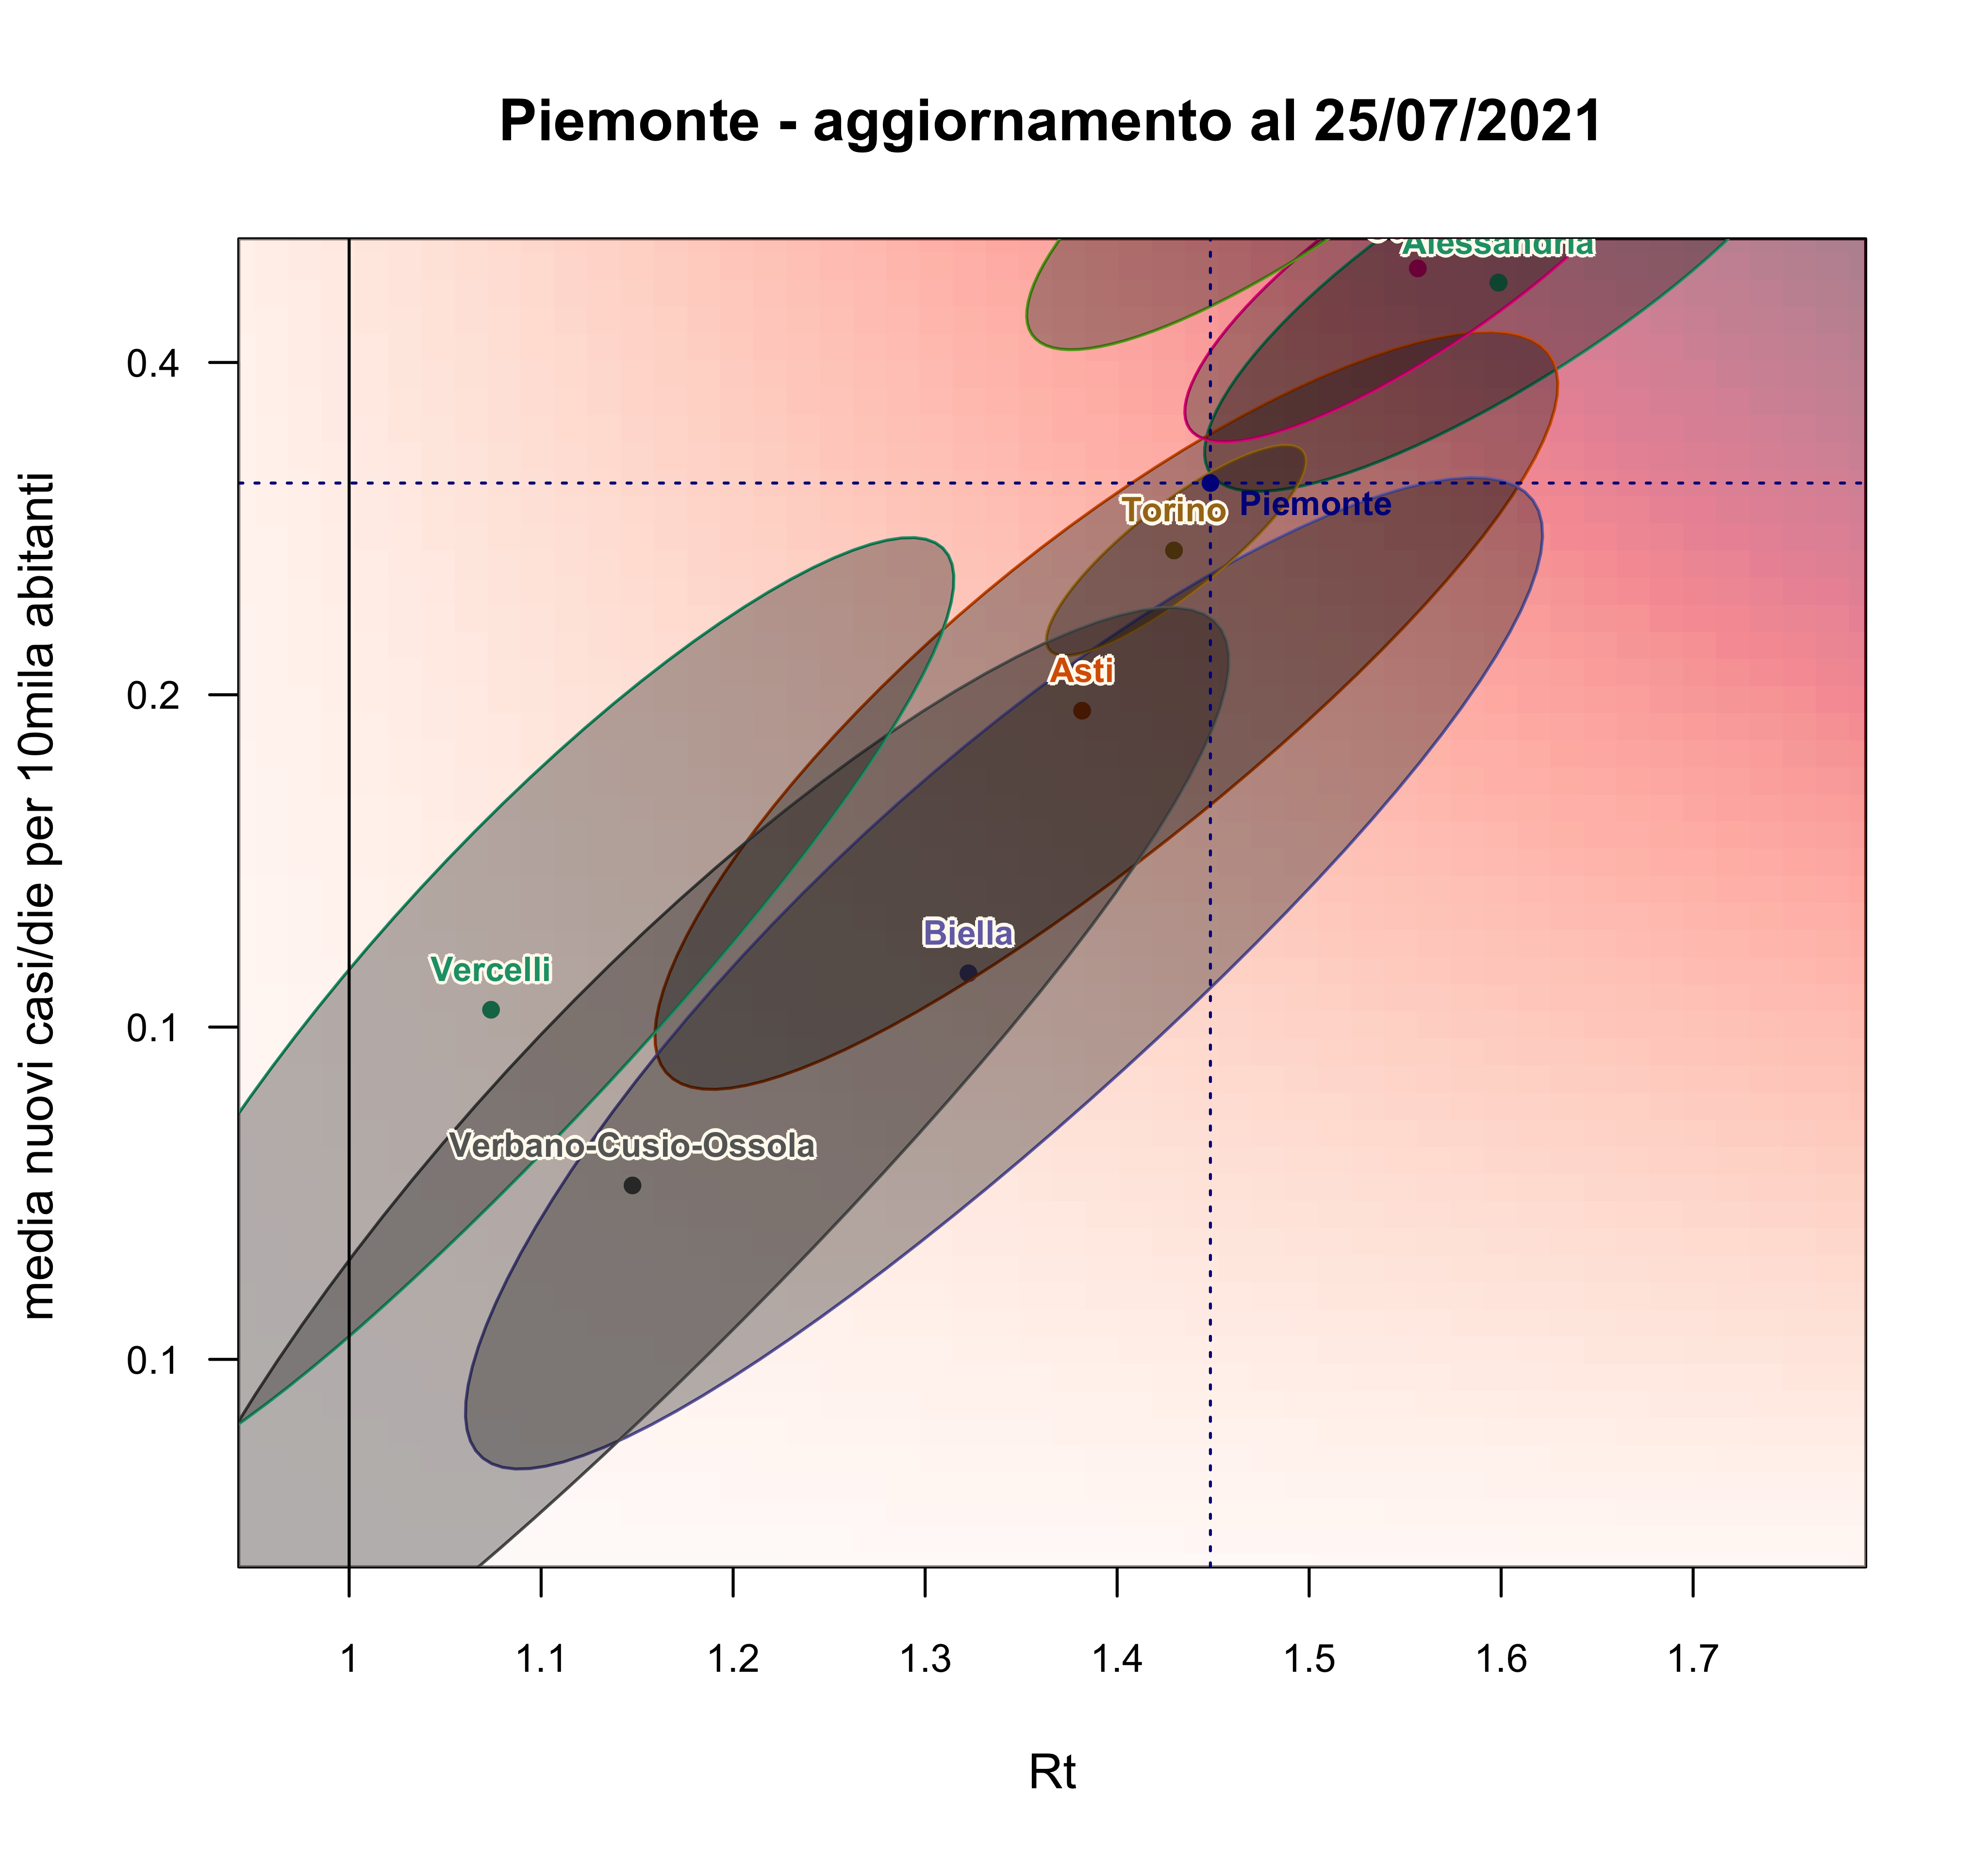 Piemonte - aggiornamento al 25/07/2021
media nuovi casi/die per 10mila abitanti
0.4
0.2
0.1
0.1
Alessandria
Piemonte
Torino
Asti
Biella
Vercelli
Verbano-Cusio-Ossola
1 1.1 1.2 1.3 1.4 1.5 1.6 1.7
Rt